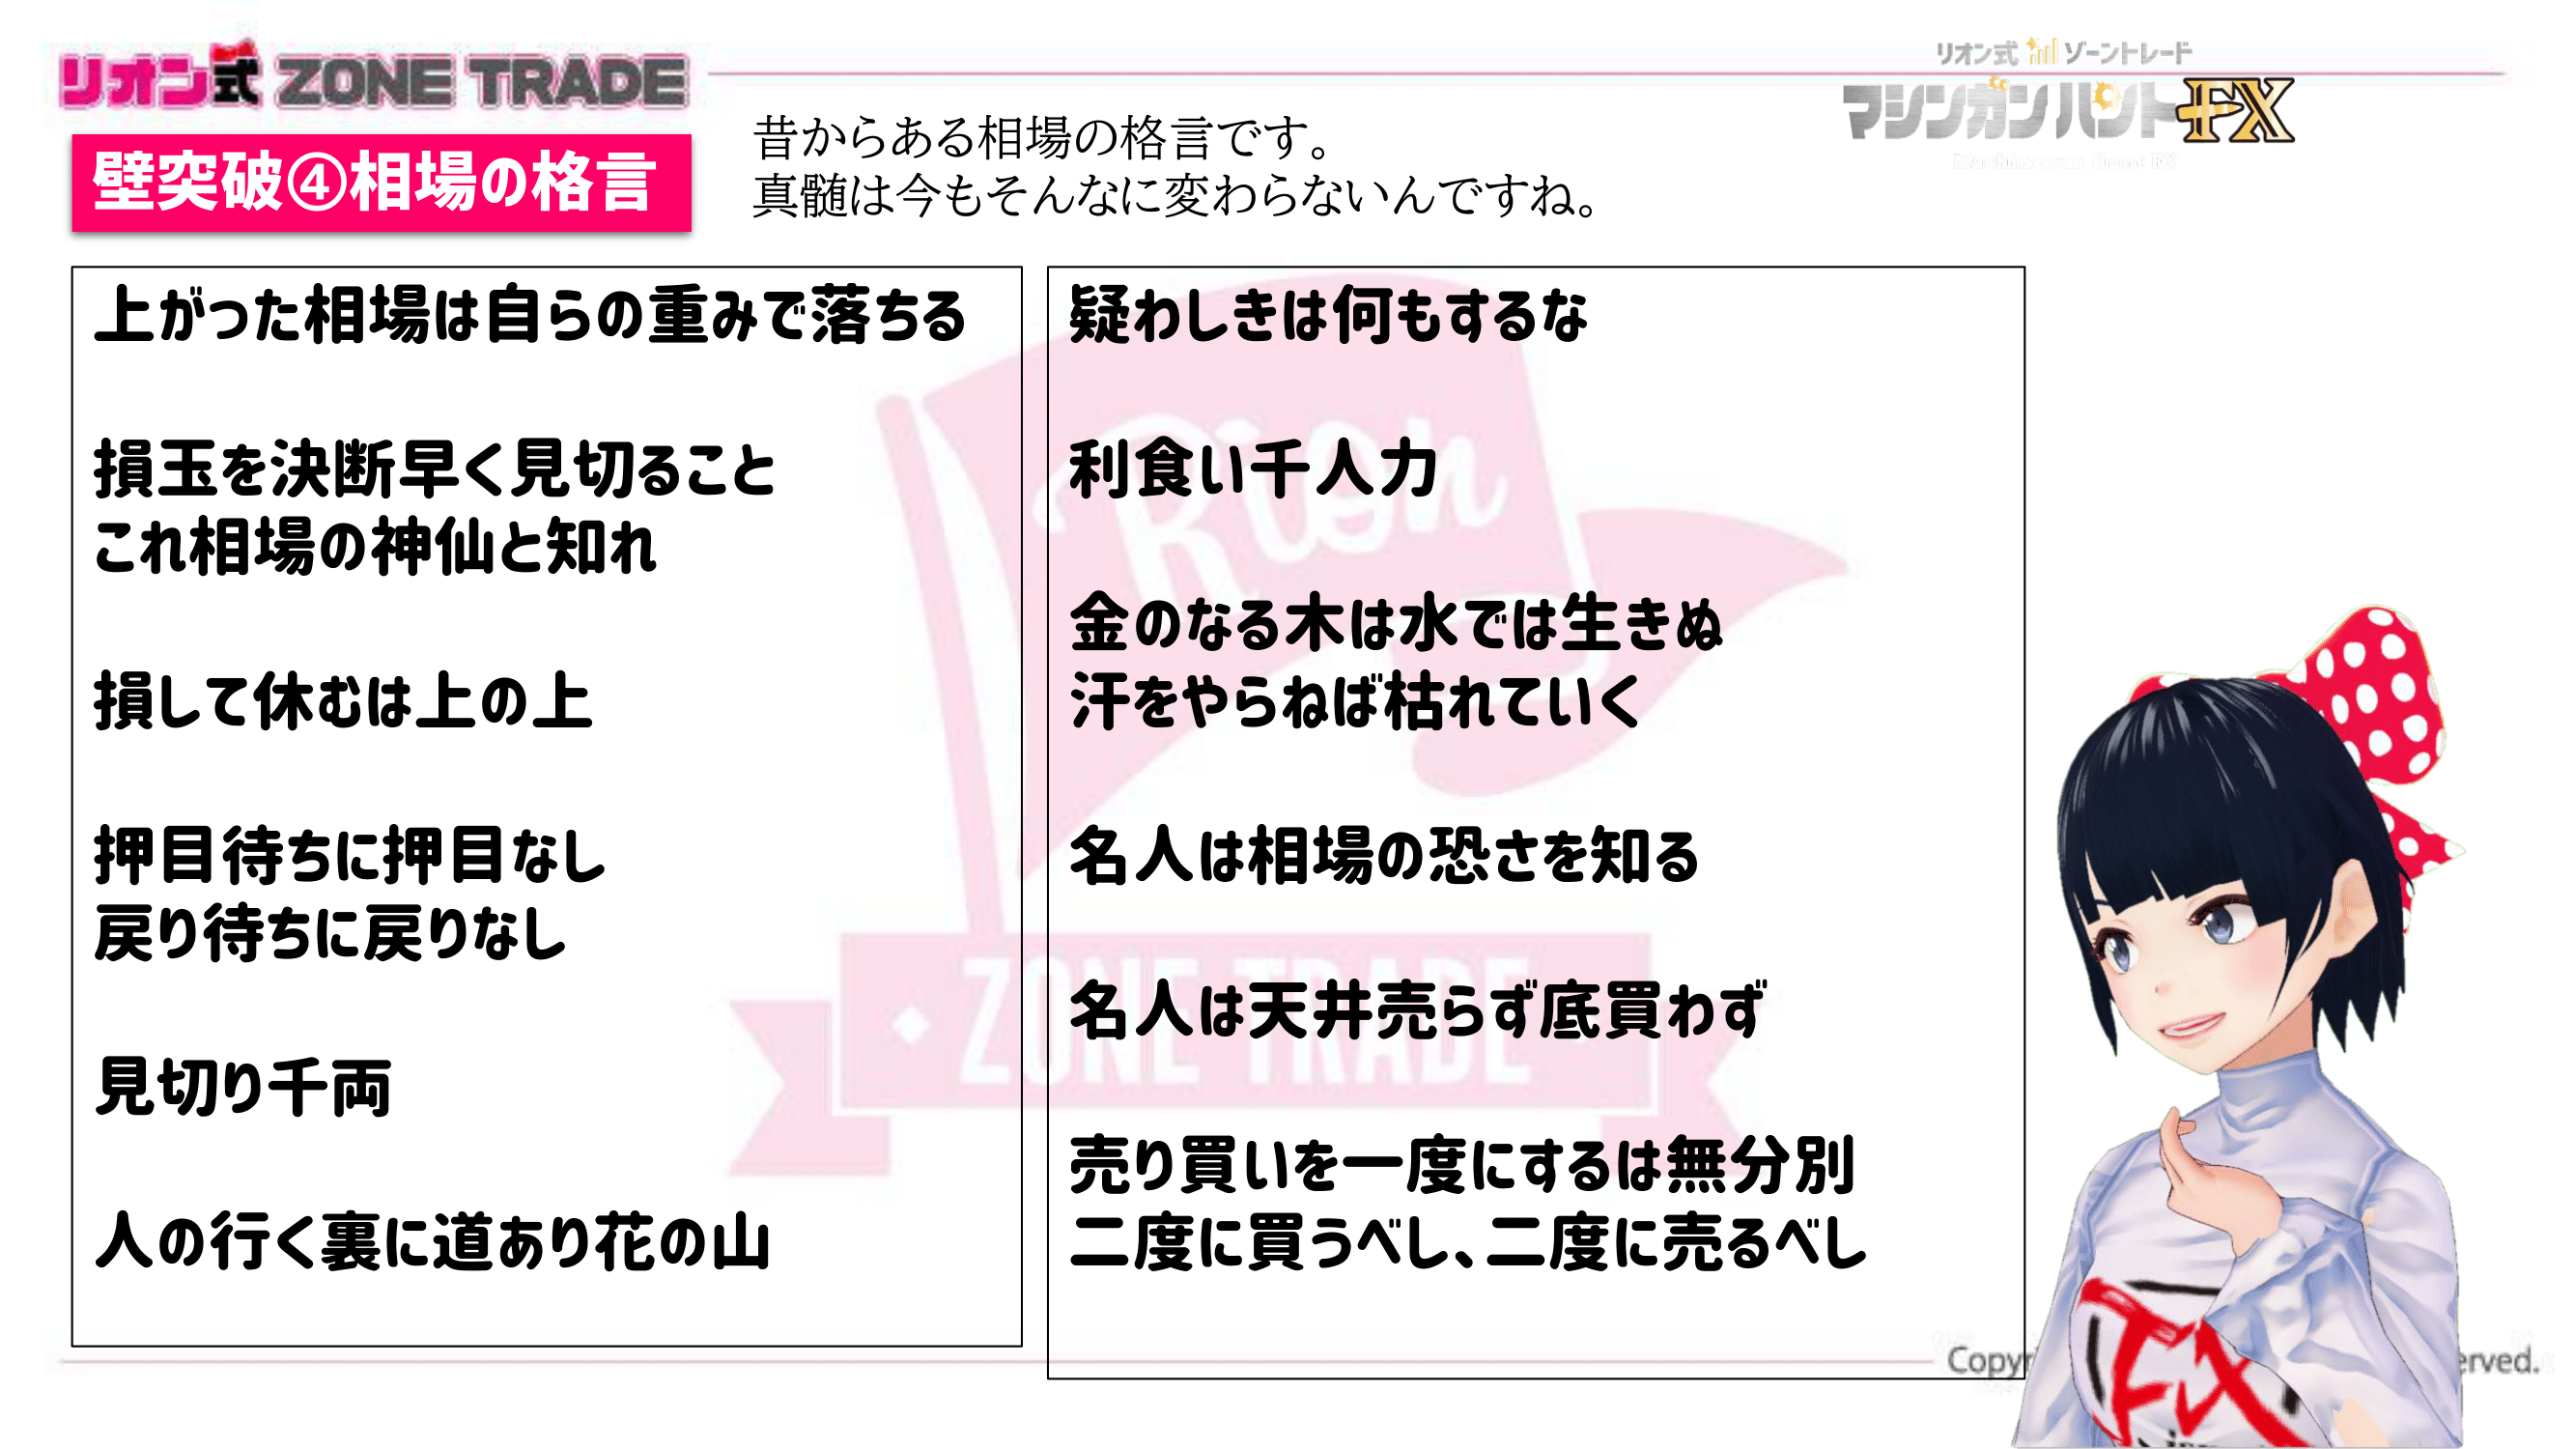 リオン式 ZONE TRADE
リオン式 ゾーントレード
マシンガンハントFX
Machinegun Hunt FX
壁突破④相場の格言
昔からある相場の格言です。
真髄は今もそんなに変わらないんですね。
上がった相場は自らの重みで落ちる
損玉を決断早く見切ること
これ相場の神仙と知れ
損して休むは上の上
押目待ちに押目なし
戻り待ちに戻りなし
見切り千両
人の行く裏に道あり花の山
疑わしきは何もするな
利食い千人力
金のなる木は水では生きぬ
汗をやらねば枯れていく
名人は相場の恐さを知る
名人は天井売らず底買わず
売り買いを一度にするは無分別
二度に買うべし、二度に売るべし
Rion
ZONE TRADE
FX